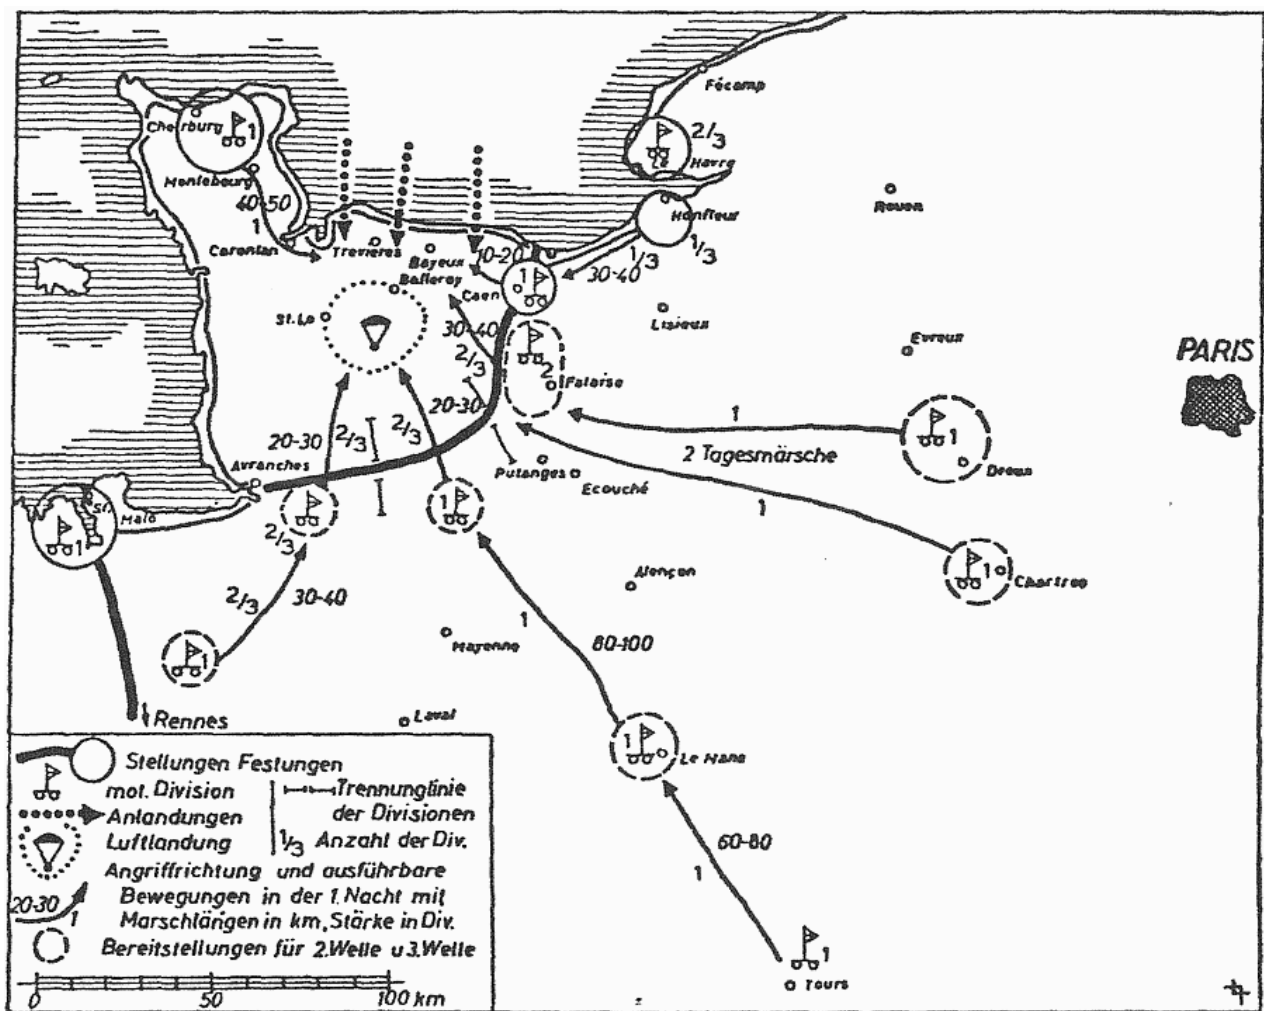 Fécamp
Cherburg
1
2/3
Le Havre
Montebourg
Rouen
40-50
1
Honfleur
Carentan
Trevières
Bayeux
10-20
1/3
1/3
30-40
Balleroy
Caen
1
St. Lo
Lisieux
30-40
Evreux
PARIS
2/3
2
Falaise
20-30
1
20-30
2/3
2/3
1
2 Tagesmärsche
Dreux
Avranches
Putanges
Ecouché
St. Malo
1
1
1
2/3
1
Chartres
Alençon
2/3
30-40
1
1
Mayenne
80-100
Rennes
Laval
1
Le Mans
60-80
1
1
Tours
Stellungen Festungen
mot. Division
Trennunglinie
der Divisionen
Anlandungen
Luftlandung
1/3 Anzahl der Div.
Angriffrichtung und ausführbare
20-30
Bewegungen in der 1. Nacht mit
1
Marschlängen in km, Stärke in Div.
Bereitstellungen für 2.Welle u 3.Welle
0 50 100 km